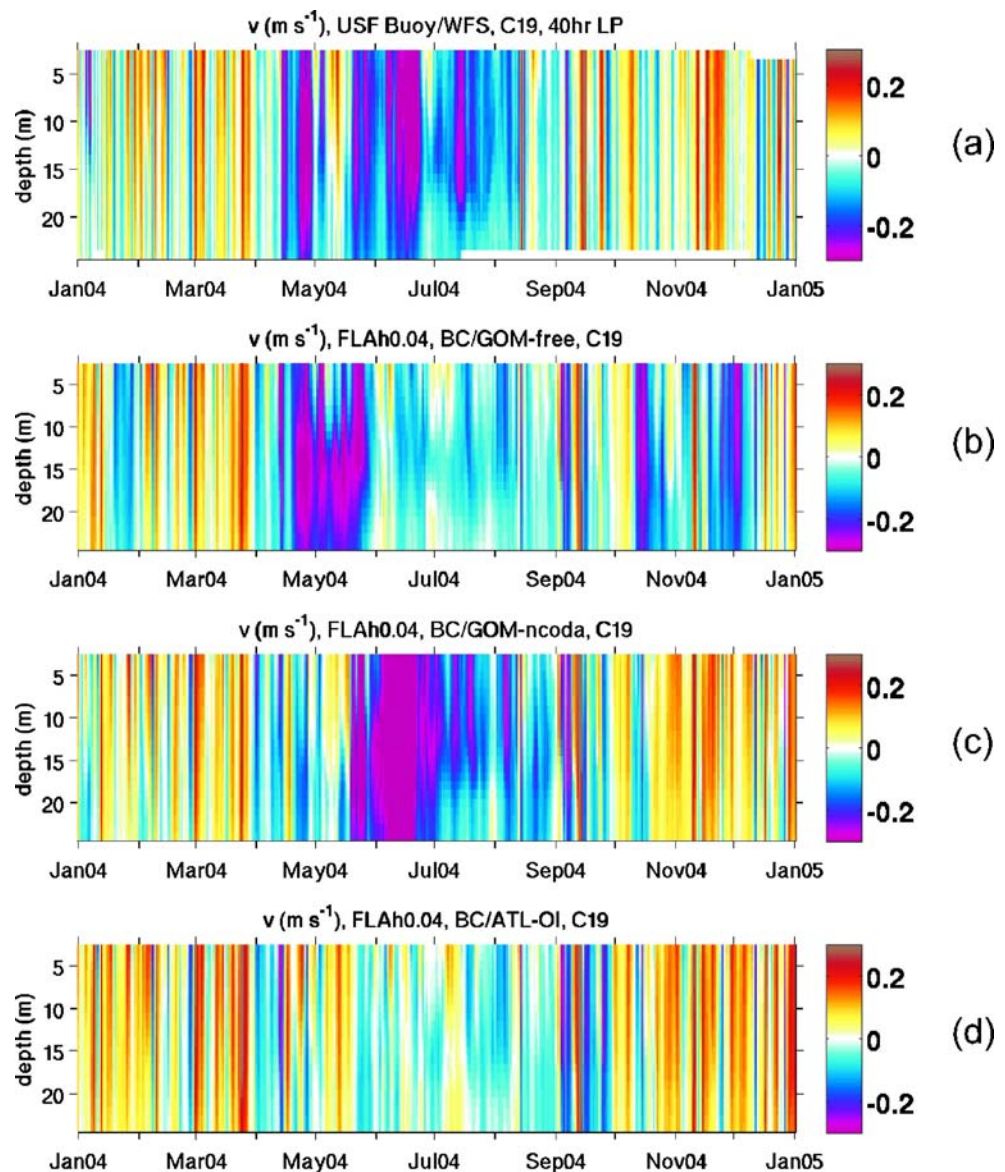 v (m s-1), USF Buoy/WFS, C19, 40hr LP
depth (m)
5
10
15
20
0.2
0
-0.2
(a)
Jan04 Mar04 May04 Jul04 Sep04 Nov04 Jan05
v (m s-1), FLAh0.04, BC/GOM-free, C19
depth (m)
5
10
15
20
0.2
0
-0.2
(b)
Jan04 Mar04 May04 Jul04 Sep04 Nov04 Jan05
v (m s-1), FLAh0.04, BC/GOM-ncoda, C19
depth (m)
5
10
15
20
0.2
0
-0.2
(c)
Jan04 Mar04 May04 Jul04 Sep04 Nov04 Jan05
v (m s-1), FLAh0.04, BC/ATL-OI, C19
depth (m)
5
10
15
20
0.2
0
-0.2
(d)
Jan04 Mar04 May04 Jul04 Sep04 Nov04 Jan05